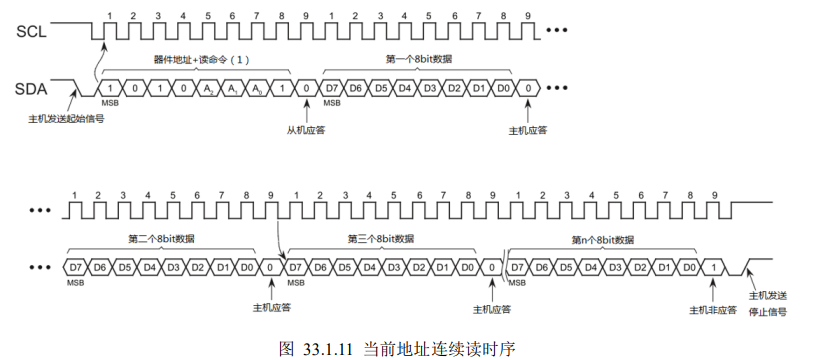 SCL 1 2 3 4 5 6 7 8 9 1 2 3 4 5 6 7 8 9 •••
器件地址+读命令（1） 第一个8bit数据
SDA 1 0 1 0 A2 A1 A0 1 0 D7 D6 D5 D4 D3 D2 D1 D0 0 •••
MSB MSB
主机发送起始信号 从机应答 主机应答
1 2 3 4 5 6 7 8 9 1 2 3 4 5 6 7 8 9 1 2 3 4 5 6 7 8 9
•••
第二个8bit数据 第三个8bit数据 第n个8bit数据
••• D7 D6 D5 D4 D3 D2 D1 D0 0 D7 D6 D5 D4 D3 D2 D1 D0 0 D7 D6 D5 D4 D3 D2 D1 D0 1
MSB MSB MSB
主机应答 主机应答 主机非应答 主机发送
停止信号
图 33.1.11 当前地址连续读时序